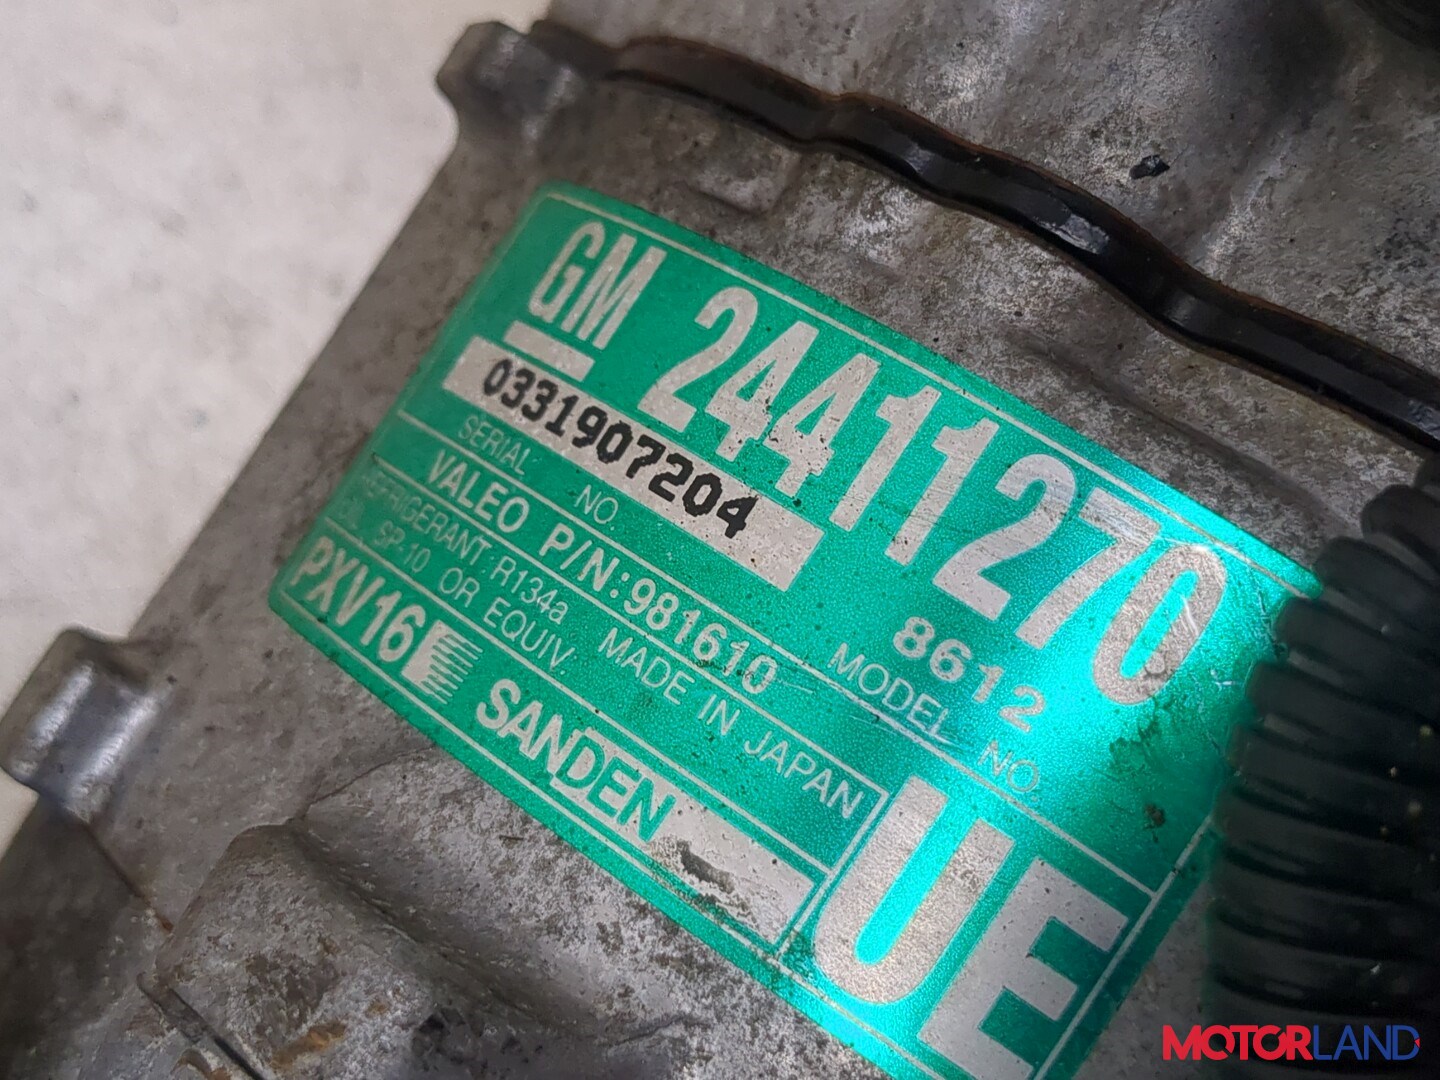 GM 24411270
0331907204
8612
SERIAL NO.
MODEL NO.
VALEO P/N:981610
REFRIGERANT:R134a MADE IN JAPAN
OIL SP-10 OR EQUIV.
PXV16 SANDEN
UE
MOTORLAND